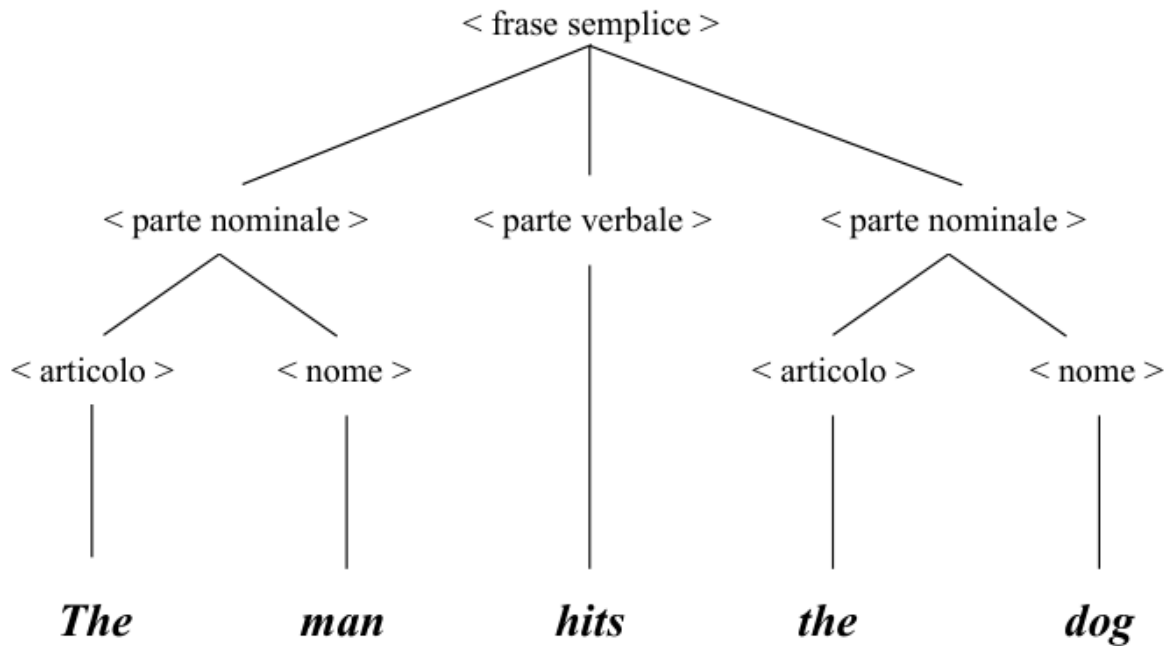 < frase semplice >
< parte nominale > < parte verbale > < parte nominale >
< articolo > < nome > < articolo > < nome >
The man hits the dog